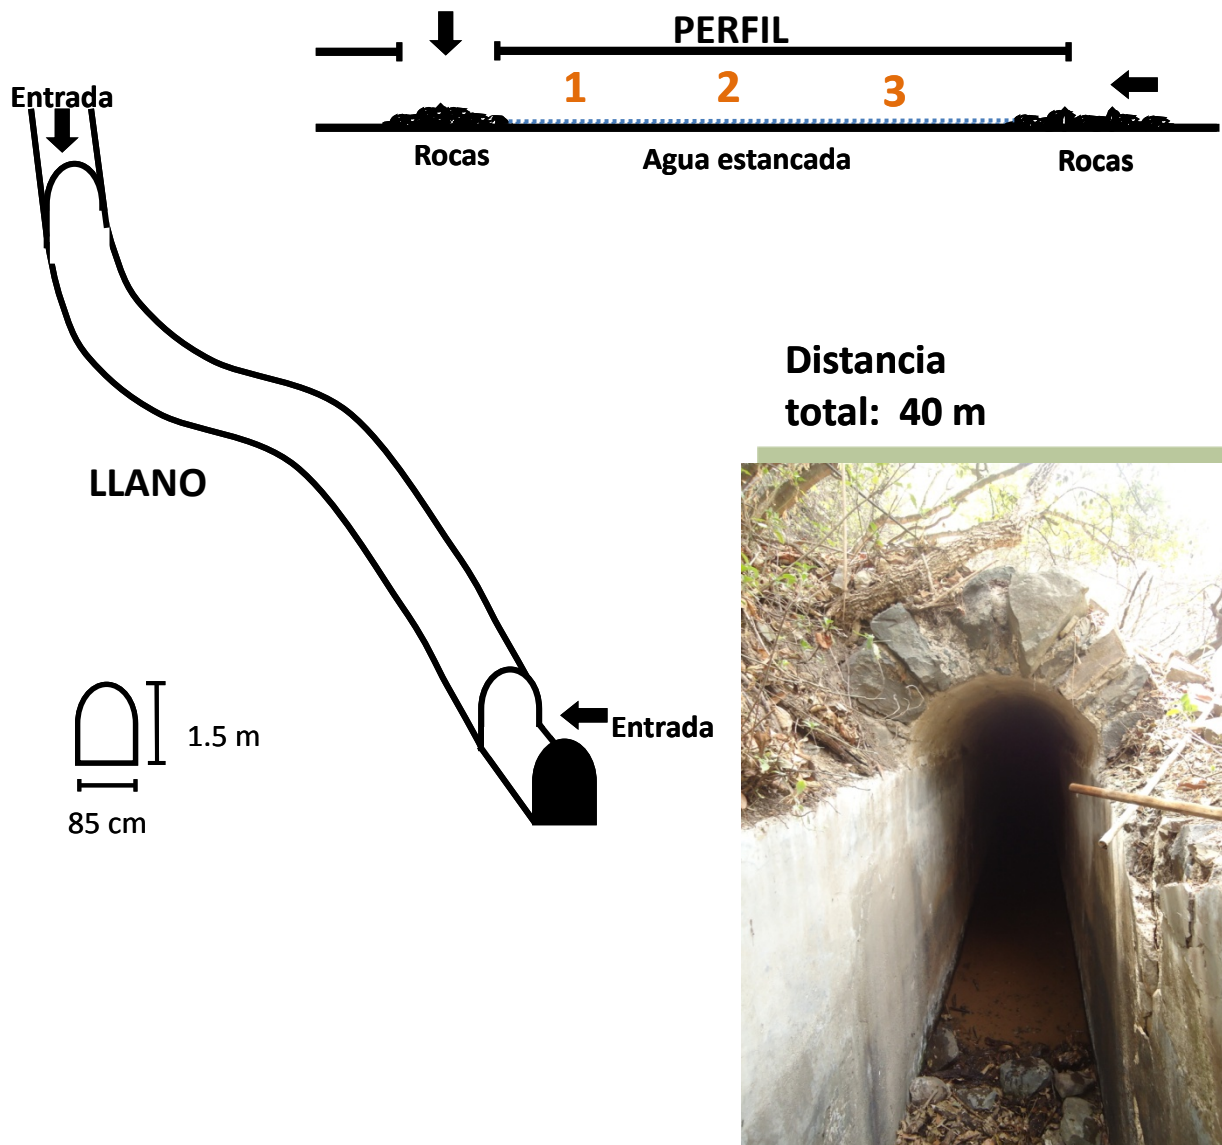 PERFIL
1 2 3
Entrada
Rocas
Agua estancada
Rocas
Distancia
total: 40 m
LLANO
Entrada
1.5 m
85 cm